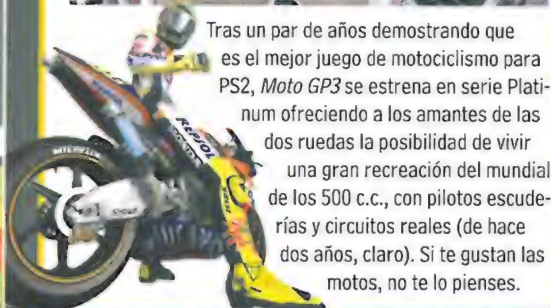 Tras un par de años demostrando que
es el mejor juego de motociclismo para
PS2, Moto GP3 se estrena en serie Plati-
num ofreciendo a los amantes de las
dos ruedas la posibilidad de vivir
una gran recreación del mundial
de los 500 c.c., con pilotos escude-
rías y circuitos reales (de hace
dos años, claro). Si te gustan las
motos, no te lo pienses.
REPSOL
MICHELIN